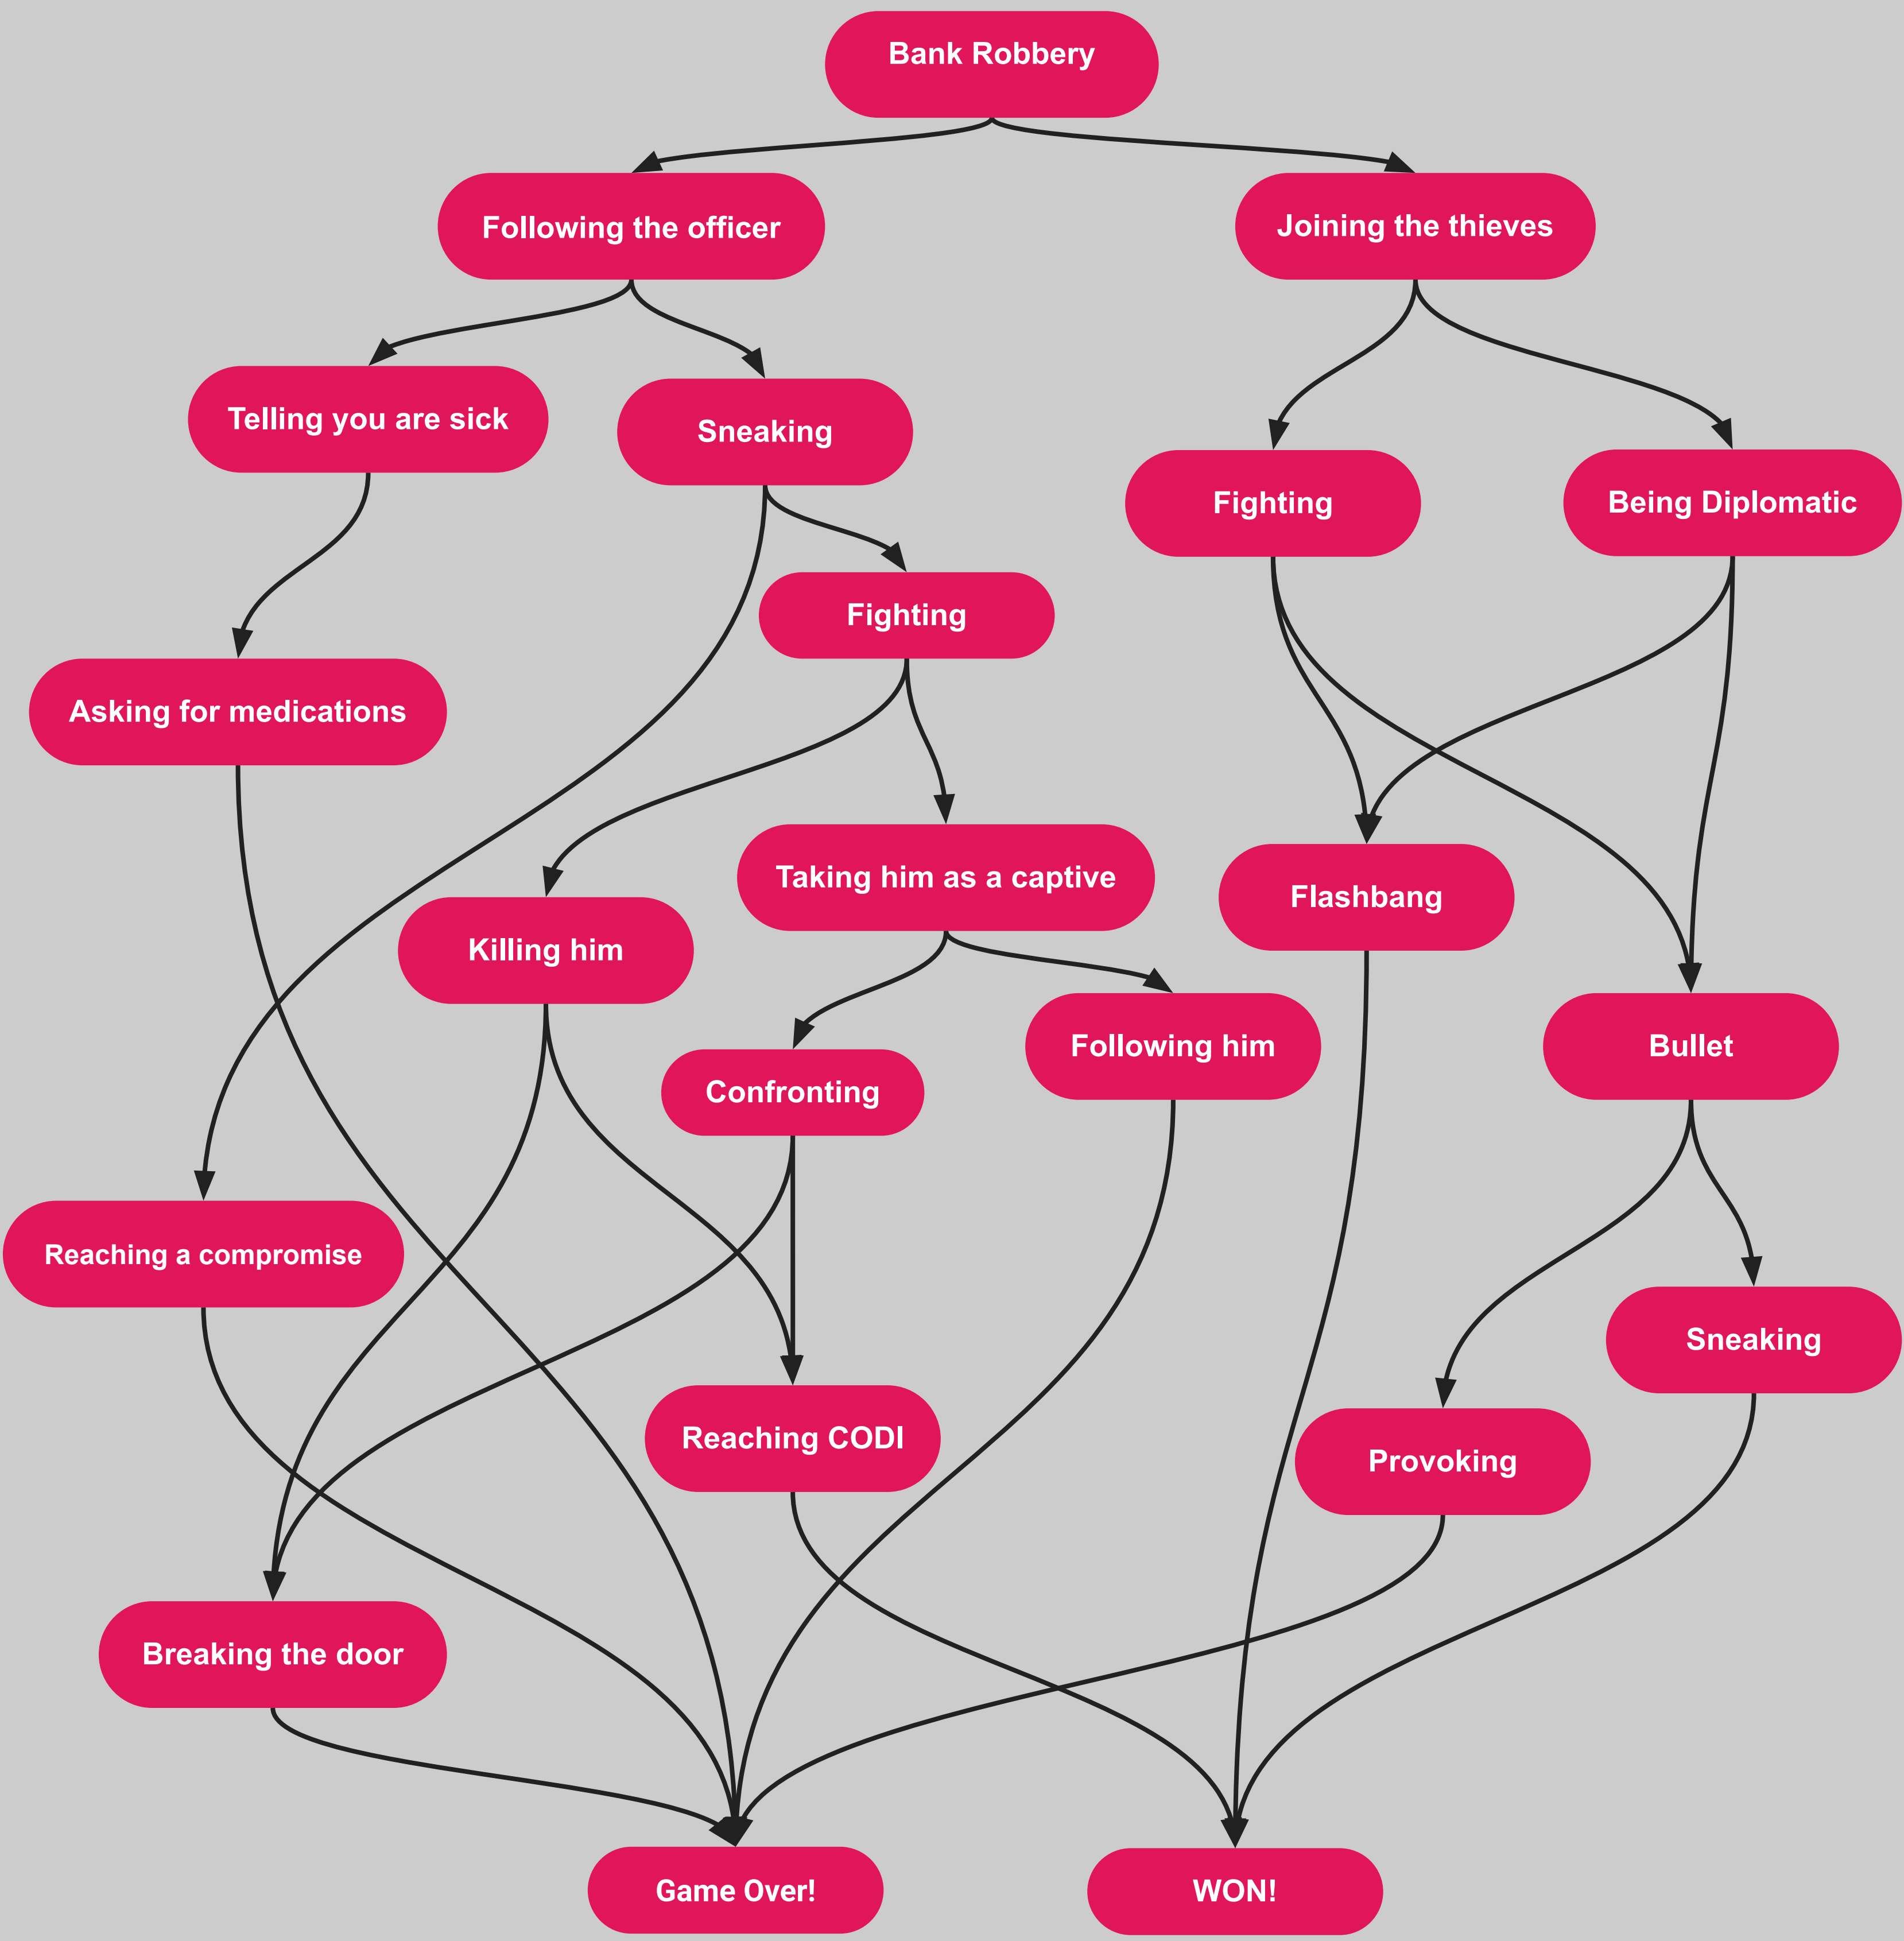 Bank Robbery
Following the officer
Joining the thieves
Telling you are sick
Sneaking
Fighting
Being Diplomatic
Fighting
Asking for medications
Taking him as a captive
Flashbang
Killing him
Following him
Bullet
Confronting
Reaching a compromise
Sneaking
Reaching CODI
Provoking
Breaking the door
Game Over!
WON!